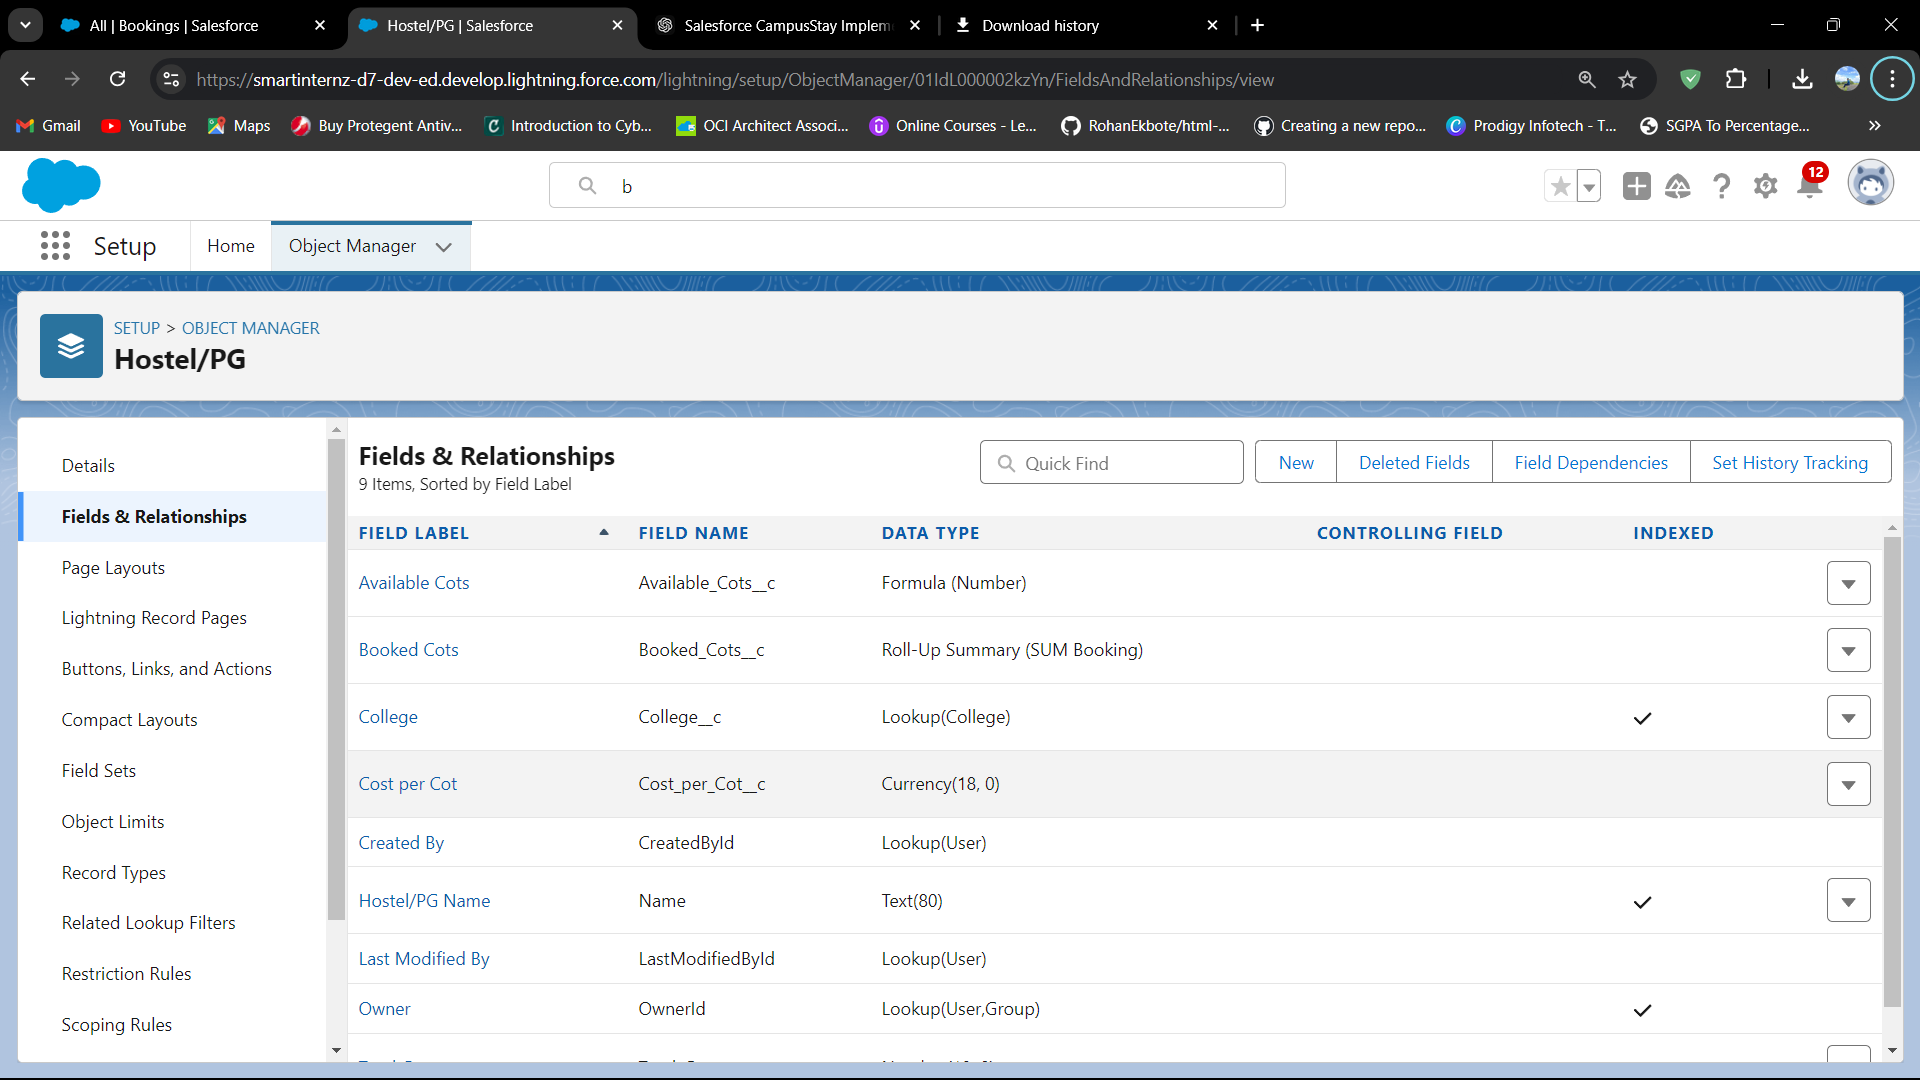 All | Bookings | Salesforce
Hostel/PG | Salesforce
Salesforce CampusStay Implem
Download history
https://smartinternz-d7-dev-ed.develop.lightning.force.com/lightning/setup/ObjectManager/01IdL000002kzYn/FieldsAndRelationships/view
Gmail
YouTube
Maps
Buy Protegent Antiv...
Introduction to Cyb...
OCI Architect Associ...
Online Courses - Le...
RohanEkbote/html-...
Creating a new repo...
Prodigy Infotech - T...
SGPA To Percentage...
b
12
Setup
Home
Object Manager
SETUP > OBJECT MANAGER
Hostel/PG
Details
Fields & Relationships
Page Layouts
Lightning Record Pages
Buttons, Links, and Actions
Compact Layouts
Field Sets
Object Limits
Record Types
Related Lookup Filters
Restriction Rules
Scoping Rules
Fields & Relationships
9 Items, Sorted by Field Label
Quick Find
New
Deleted Fields
Field Dependencies
Set History Tracking
FIELD LABEL FIELD NAME DATA TYPE CONTROLLING FIELD INDEXED
Available Cots Available_Cots__c Formula (Number)
Booked Cots Booked_Cots__c Roll-Up Summary (SUM Booking)
College College__c Lookup(College)
Cost per Cot Cost_per_Cot__c Currency(18, 0)
Created By CreatedById Lookup(User)
Hostel/PG Name Name Text(80)
Last Modified By LastModifiedById Lookup(User)
Owner OwnerId Lookup(User,Group)